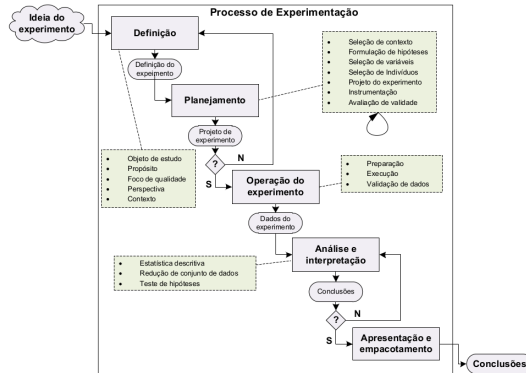 Processo de Experimentação
Ideia do
experimento
Definição
Definição do
expeimento
Planejamento
Projeto de
experimento
?
N
S
Seleção de contexto
Formulação de hipóteses
Seleção de variáveis
Seleção de Indivíduos
Projeto do experimento
Instrumentação
Avaliação de validade
Objeto de estudo
Propósito
Foco de qualidade
Perspectiva
Contexto
Operação do
experimento
Preparação
Execução
Validação de dados
Dados do
experimento
Análise e
interpretação
Estatística descritiva
Redução de conjunto de dados
Teste de hipóteses
Conclusões
?
N
S
Apresentação e
empacotamento
Conclusões